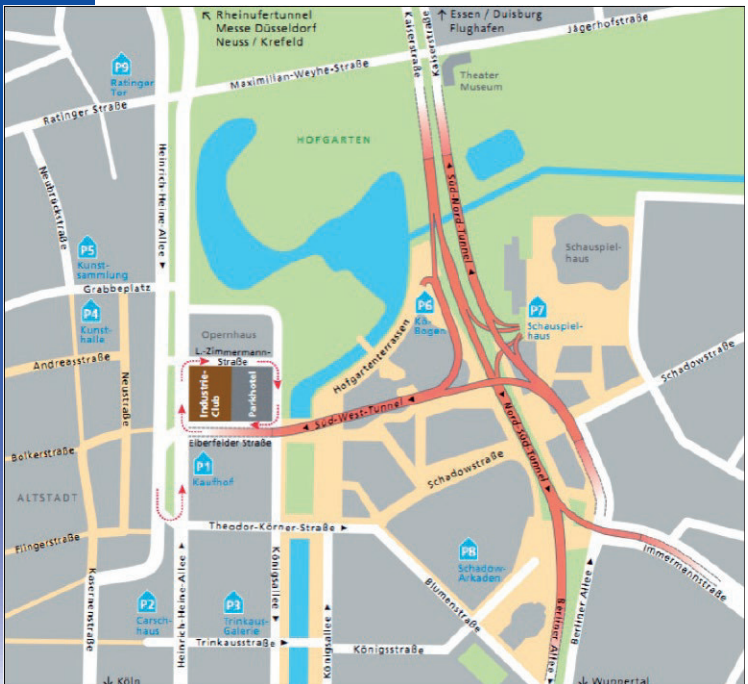 Rheinufertunnel
Messe Düsseldorf
Neuss / Krefeld
Kaiserstraße
Kaiserstraße
Essen / Duisburg
Flughafen
Jägerhofstraße
P9
Ratinger
Tor
Maximilian-Weyhe-Straße
Theater
Museum
Ratinger Straße
HOFGARTEN
Heinrich-Heine-Allee
Neubrückstraße
Süd-Nord-Tunnel
P5
Kunst-
sammlung
Schauspiel-
haus
Grabbeplatz
P4
Kunst-
halle
P6
Kö-
Bogen
P7
Schauspiel-
haus
Opernhaus
L.-Zimmermann-
Straße
Hofgartenterrassen
Andreasstraße
Neustraße
Industrie-
Club
Parkhotel
Schadowstraße
Süd-West-Tunnel
Nord-Süd-Tunnel
Elberfelder Straße
Bolkerstraße
P1
Kaufhof
Schadowstraße
ALTSTADT
Flingerstraße
Theodor-Körner-Straße
Kasernenstraße
Heinrich-Heine-Allee
Königsallee
P8
Schadow-
Arkaden
Immermannstraße
Blumenstraße
Berliner Allee
Berliner Allee
P2
Carsch-
haus
P3
Trinkaus-
Galerie
Königsallee
Trinkausstraße
Königsstraße
Köln
Wuppertal